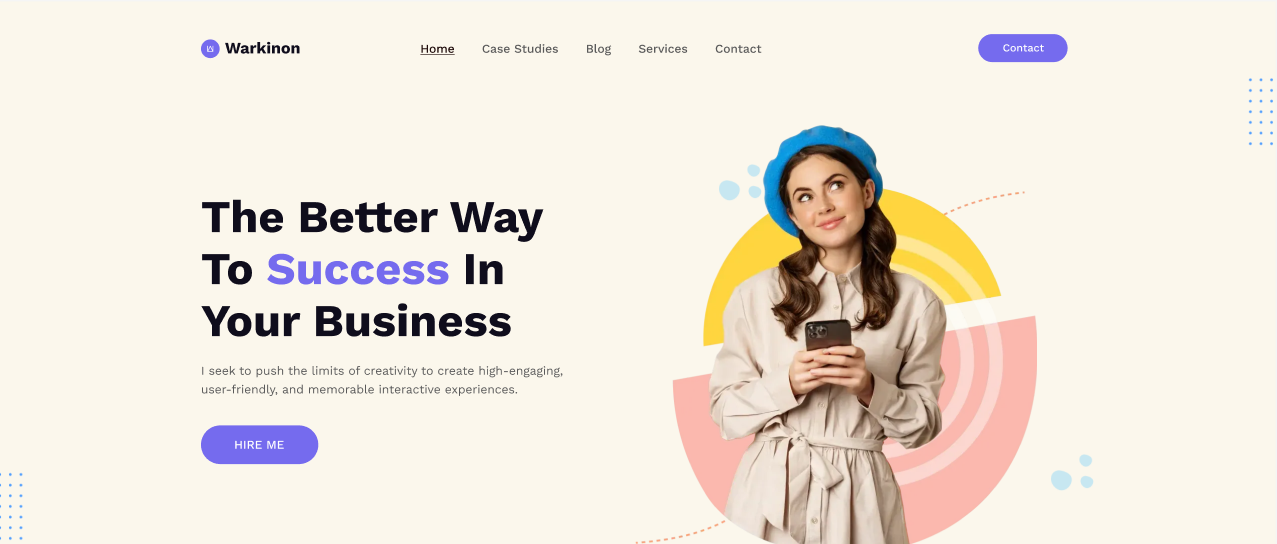 Warkinon
Home
Case Studies
Blog
Services
Contact
Contact
The Better Way
To Success In
Your Business
I seek to push the limits of creativity to create high-engaging,
user-friendly, and memorable interactive experiences.
HIRE ME